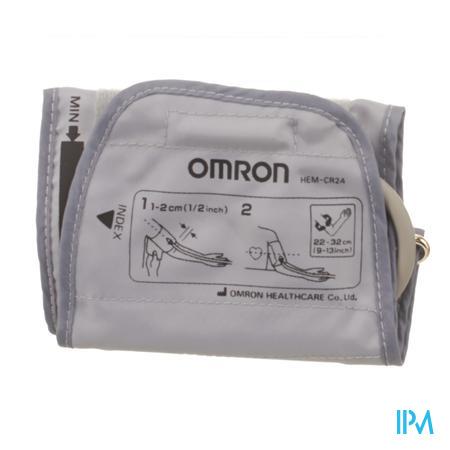 MIN
OMRON
HEM-CR24
1 1-2cm(1/2inch) 2
INDEX
22-32cm
(9-13inch)
OMRON HEALTHCARE Co.,Ltd.
IPM